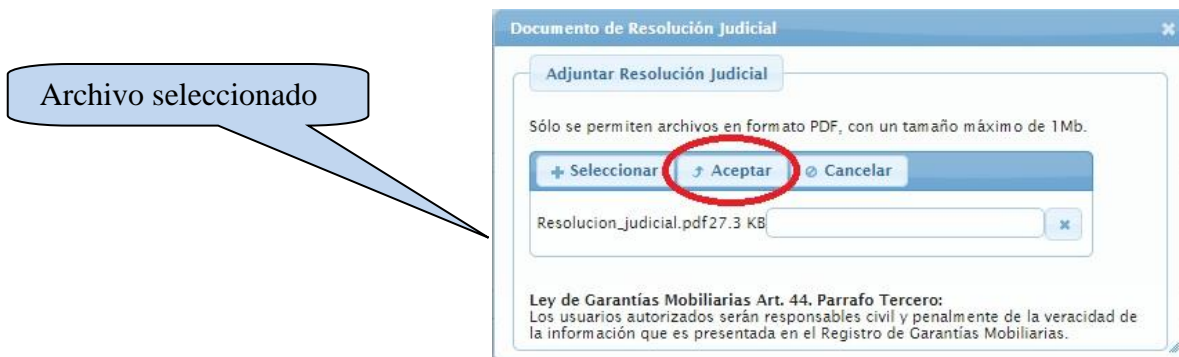 Documento de Resolución Judicial
Adjuntar Resolución Judicial
Archivo seleccionado
Sólo se permiten archivos en formato PDF, con un tamaño máximo de 1Mb.
Seleccionar Aceptar Cancelar
Resolucion_judicial.pdf27.3 KB
Ley de Garantías Mobiliarias Art. 44. Parrafo Tercero:
Los usuarios autorizados serán responsables civil y penalmente de la veracidad de
la información que es presentada en el Registro de Garantías Mobiliarias.